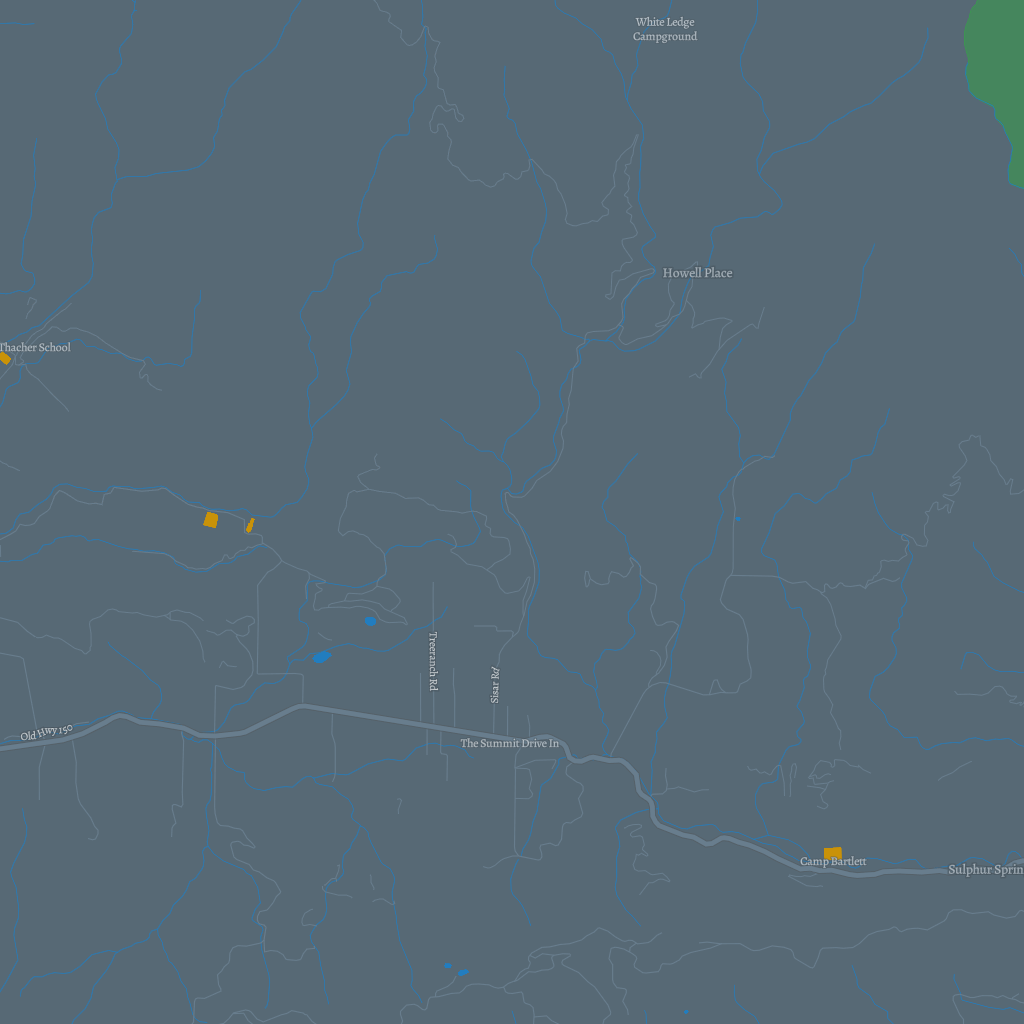 White Ledge
Campground
Howell Place
Thacher School
Treeranch Rd
Sisar Rd
Old Hwy 150
The Summit Drive In
Camp Bartlett
Sulphur Sprin